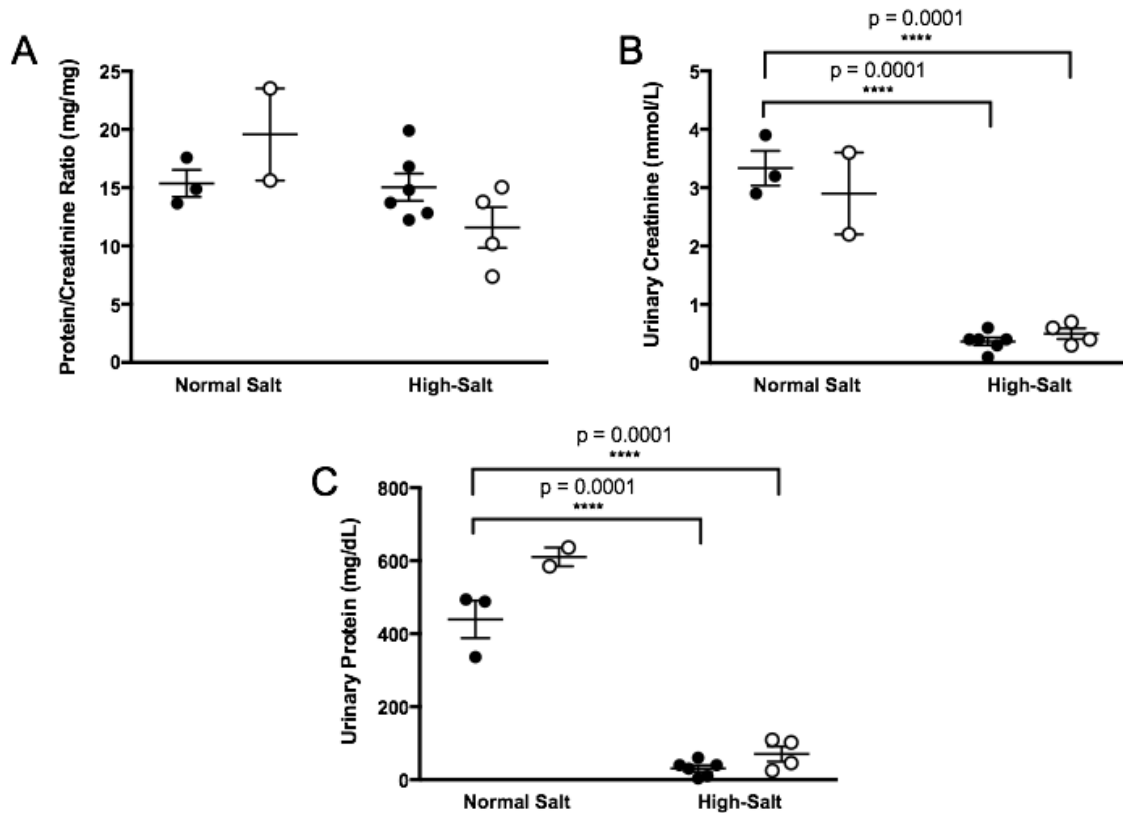 A
Protein/Creatinine Ratio (mg/mg)
25
20
15
10
5
0
Normal Salt
High-Salt
B
p = 0.0001
****
p = 0.0001
****
Urinary Creatinine (mmol/L)
5
4
3
2
1
0
Normal Salt
High-Salt
C
p = 0.0001
****
p = 0.0001
****
Urinary Protein (mg/dL)
800
600
400
200
0
Normal Salt
High-Salt